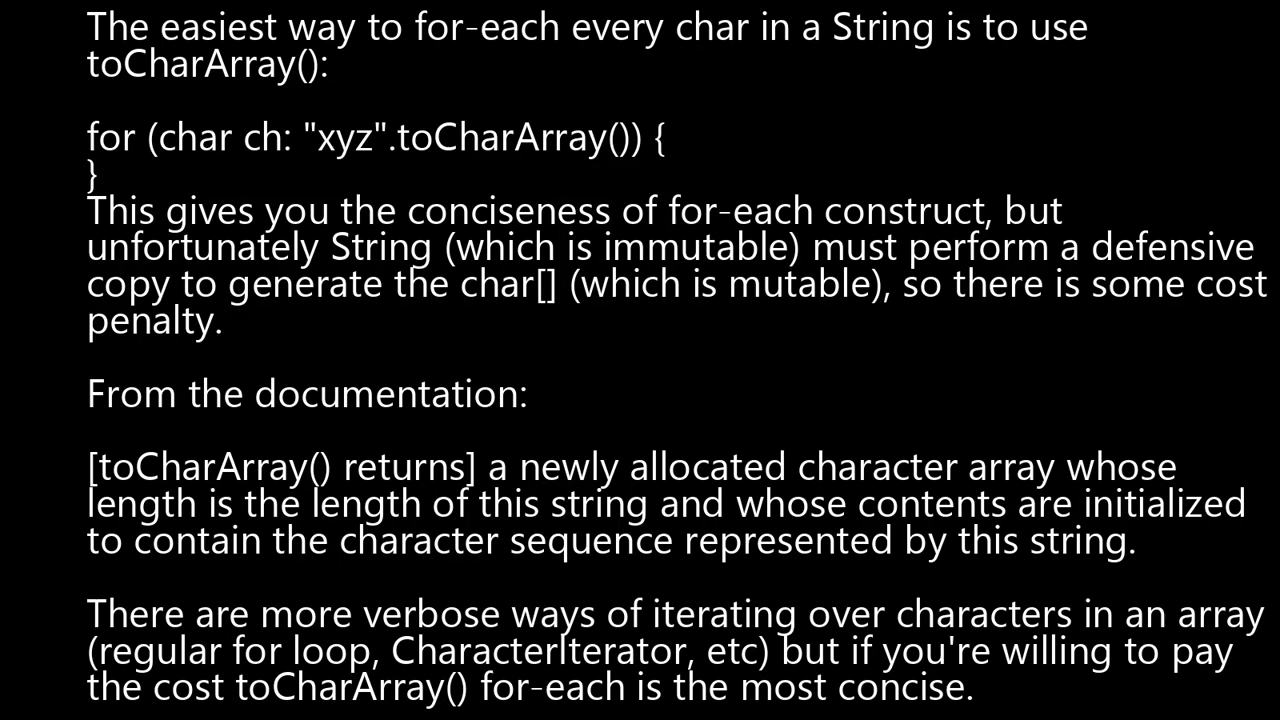 The easiest way to for-each every char in a String is to use
toCharArray():
for (char ch: "xyz".toCharArray()) {
}
This gives you the conciseness of for-each construct, but
unfortunately String (which is immutable) must perform a defensive
copy to generate the char[] (which is mutable), so there is some cost
penalty.
From the documentation:
[toCharArray() returns] a newly allocated character array whose
length is the length of this string and whose contents are initialized
to contain the character sequence represented by this string.
There are more verbose ways of iterating over characters in an array
(regular for loop, CharacterIterator, etc) but if you're willing to pay
the cost toCharArray() for-each is the most concise.